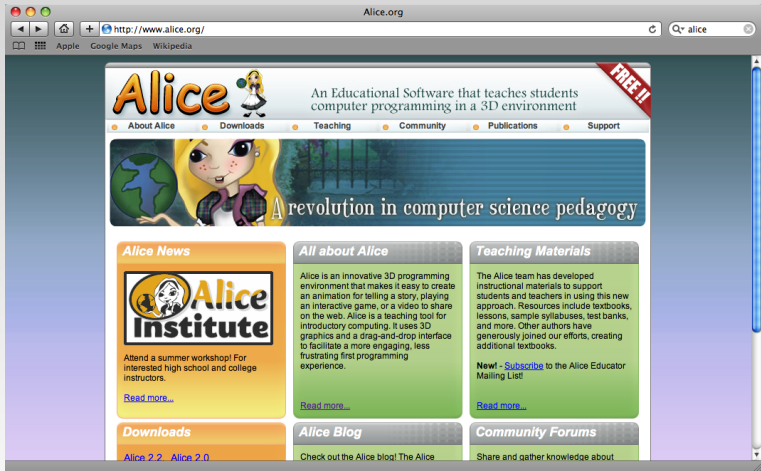 Alice.org
http://www.alice.org/
alice
Apple Google Maps Wikipedia
Alice
An Educational Software that teaches students
computer programming in a 3D environment
FREE !!
About Alice Downloads Teaching Community Publications Support
A revolution in computer science pedagogy
Alice News
Alice
Institute
Attend a summer workshop! For
interested high school and college
instructors.
Read more...
All about Alice
Alice is an innovative 3D programming
environment that makes it easy to create
an animation for telling a story, playing
an interactive game, or a video to share
on the web. Alice is a teaching tool for
introductory computing. It uses 3D
graphics and a drag-and-drop interface
to facilitate a more engaging, less
frustrating first programming
experience.
Read more...
Teaching Materials
The Alice team has developed
instructional materials to support
students and teachers in using this new
approach. Resources include textbooks,
lessons, sample syllabuses, test banks,
and more. Other authors have
generously joined our efforts, creating
additional textbooks.
New! - Subscribe to the Alice Educator
Mailing List!
Read more...
Downloads
Alice 2.2, Alice 2.0
Alice Blog
Check out the Alice blog! The Alice
Community Forums
Share and gather knowledge about